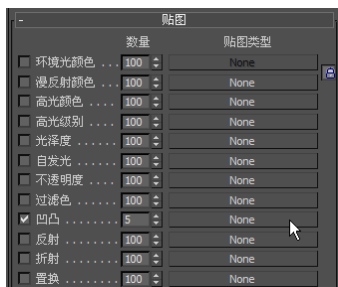 - 贴图
数量 贴图类型
环境光颜色 ... 100 None
漫反射颜色 ... 100 None
高光颜色 .... 100 None
高光级别 .... 100 None
光泽度 ...... 100 None
自发光 ...... 100 None
不透明度 .... 100 None
过滤色 ...... 100 None
凹凸 ........ 5 None
反射 ........ 100 None
折射 ........ 100 None
置换 ........ 100 None